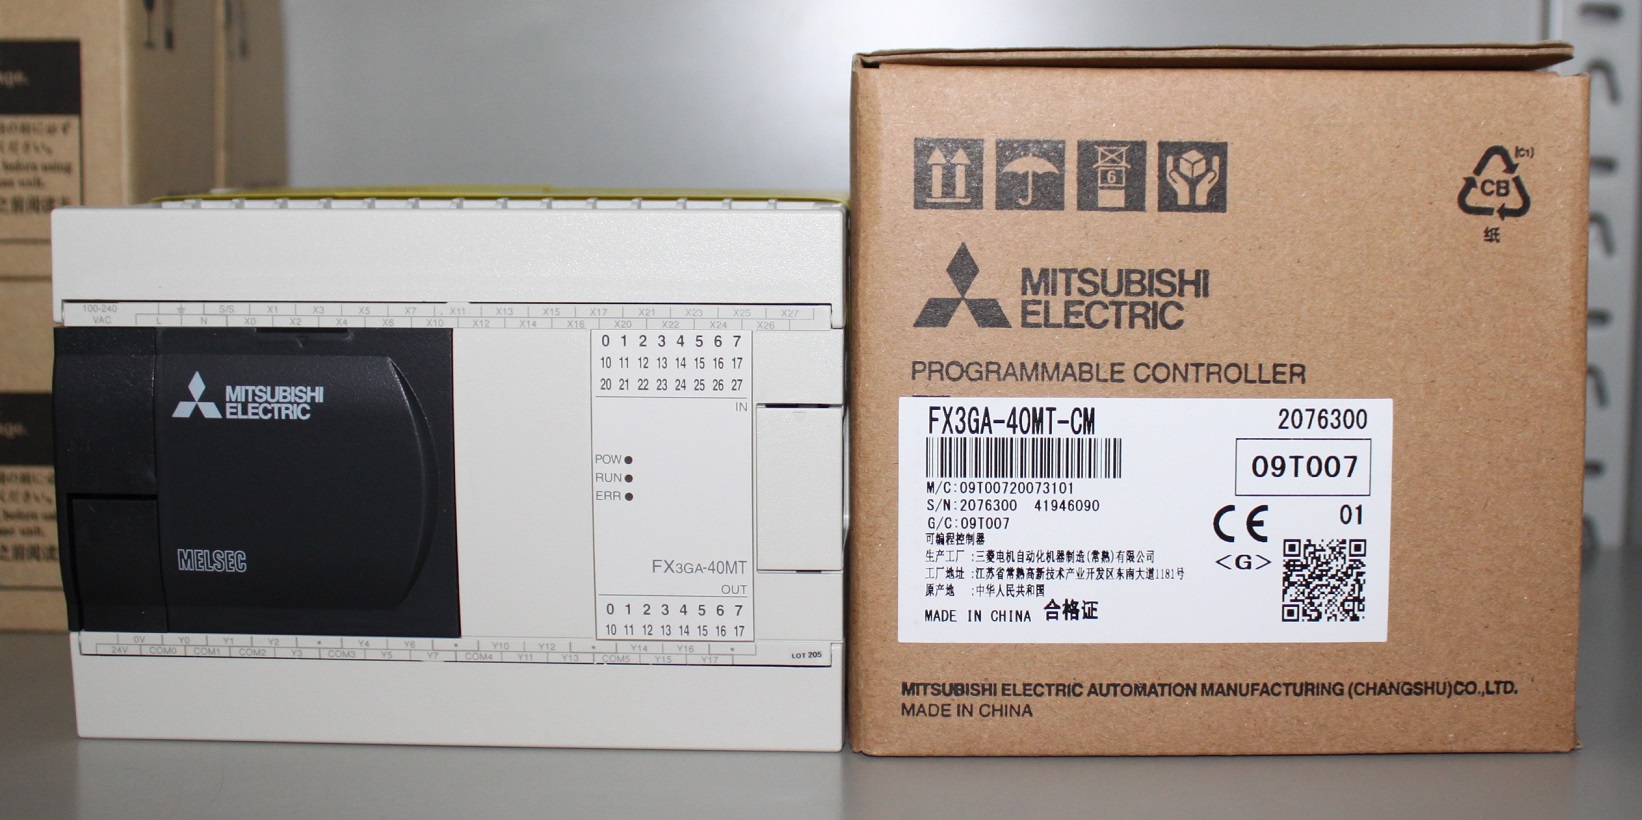 MITSUBISHI
ELECTRIC
MELSEC
100-240
VAC
S/S X1 X3 X5 X7 X11 X13 X15 X17 X21 X23 X25 X27
L N X0 X2 X4 X6 X10 X12 X14 X16 X20 X22 X24 X26
0 1 2 3 4 5 6 7
10 11 12 13 14 15 16 17
20 21 22 23 24 25 26 27
IN
POW
RUN
ERR
FX3GA-40MT
OUT
0 1 2 3 4 5 6 7
10 11 12 13 14 15 16 17
0V Y0 Y1 Y2 • Y4 Y6 • Y10 Y12 • Y14 Y16 •
24V COM0 COM1 COM2 Y3 COM3 Y5 Y7 COM4 Y11 Y13 COM5 Y15 Y17
LOT 205
6
(C1)
CB
纸
MITSUBISHI
ELECTRIC
PROGRAMMABLE CONTROLLER
FX3GA-40MT-CM 2076300
09T007
M/C:09T00720073101
S/N:2076300 41946090
G/C:09T007
CE 01
<G>
可编程控制器
生产工厂 :三菱电机自动化机器制造(常熟)有限公司
工厂地址 :江苏省常熟高新技术产业开发区东南大道1181号
原产地 :中华人民共和国
MADE IN CHINA 合格证
MITSUBISHI ELECTRIC AUTOMATION MANUFACTURING (CHANGSHU)CO.,LTD.
MADE IN CHINA